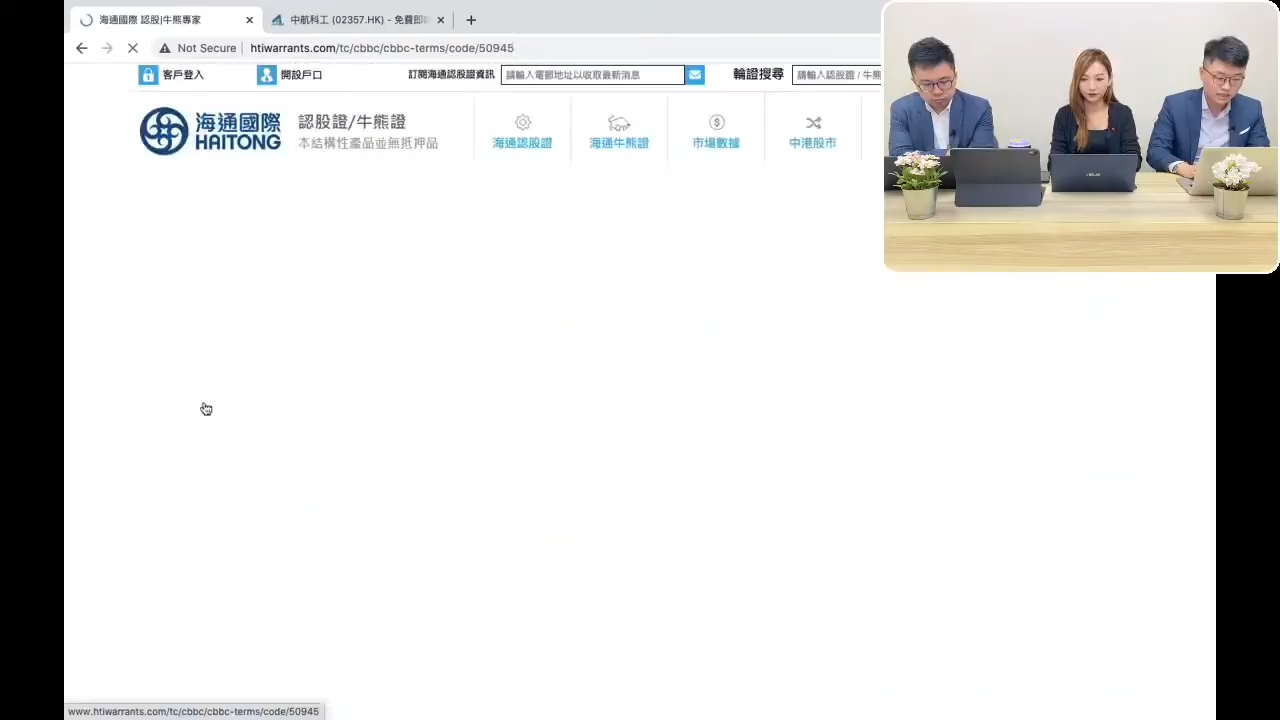 海通國際 認股|牛熊專家
中航科工 (02357.HK) - 免費即
Not Secure
htiwarrants.com/tc/cbbc/cbbc-terms/code/50945
客戶登入
開設戶口
訂閱海通認股證資訊
請輸入電郵地址以收取最新消息
輪證搜尋
請輸入認股證 / 牛熊
海通國際
HAITONG
認股證/牛熊證
本結構性產品並無抵押品
海通認股證
海通牛熊證
市場數據
中港股市
ASUS
www.htiwarrants.com/tc/cbbc/cbbc-terms/code/50945